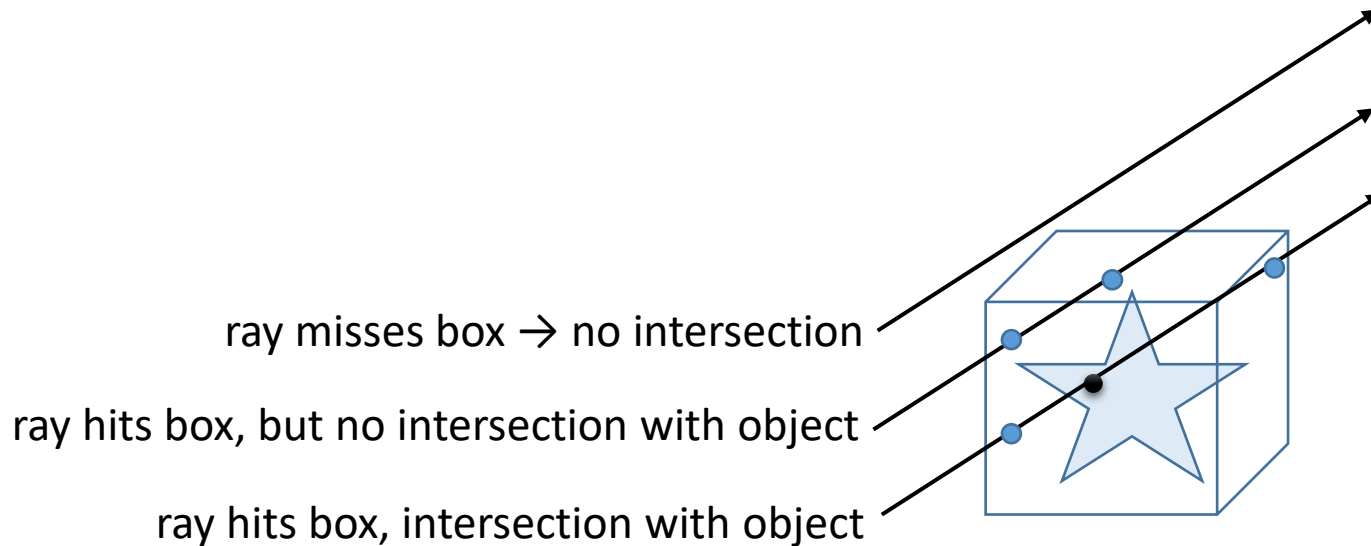 ray misses box → no intersection
ray hits box, but no intersection with object
ray hits box, intersection with object